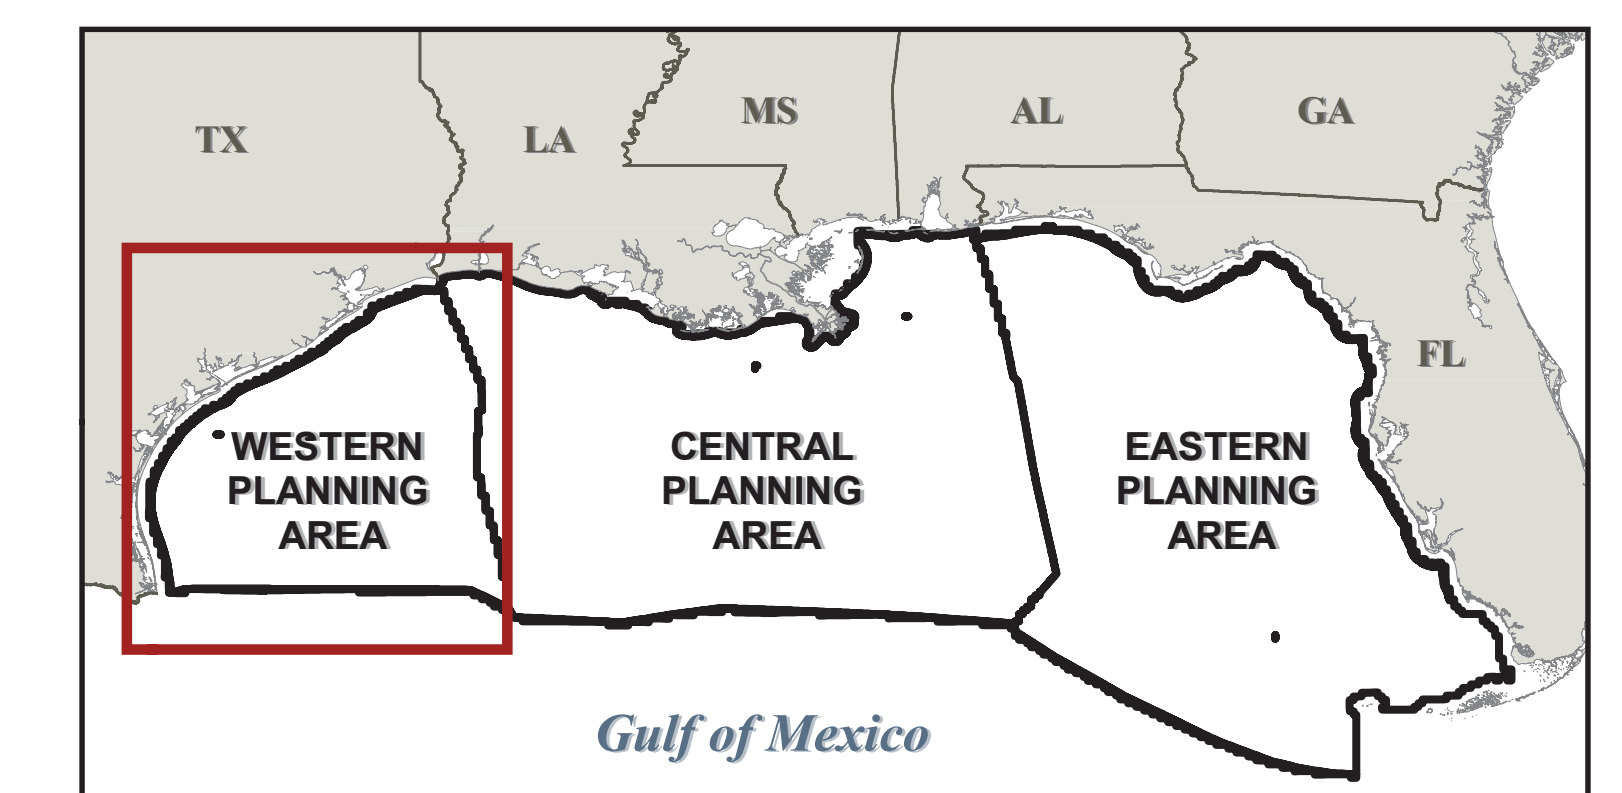 TX
LA
MS
AL
GA
FL
WESTERN
PLANNING
AREA
CENTRAL
PLANNING
AREA
EASTERN
PLANNING
AREA
Gulf of Mexico